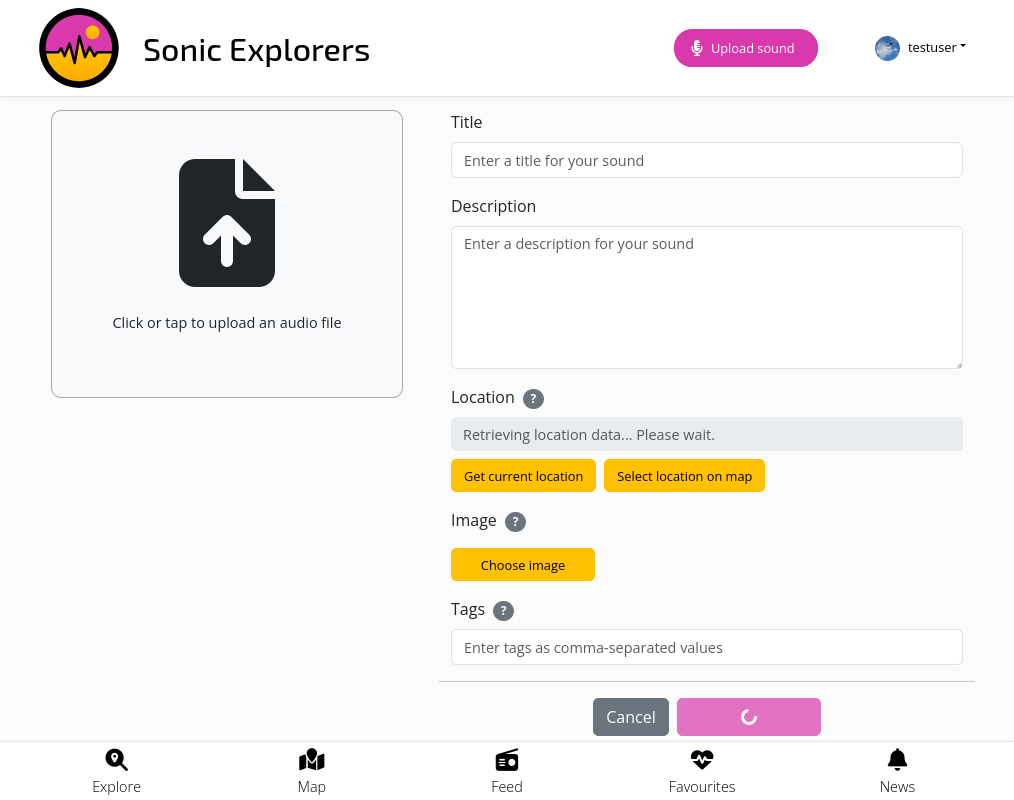 Sonic Explorers
Upload sound
testuser
Click or tap to upload an audio file
Title
Enter a title for your sound
Description
Enter a description for your sound
Location ?
Retrieving location data... Please wait.
Get current location
Select location on map
Image ?
Choose image
Tags ?
Enter tags as comma-separated values
Cancel
Explore
Map
Feed
Favourites
News